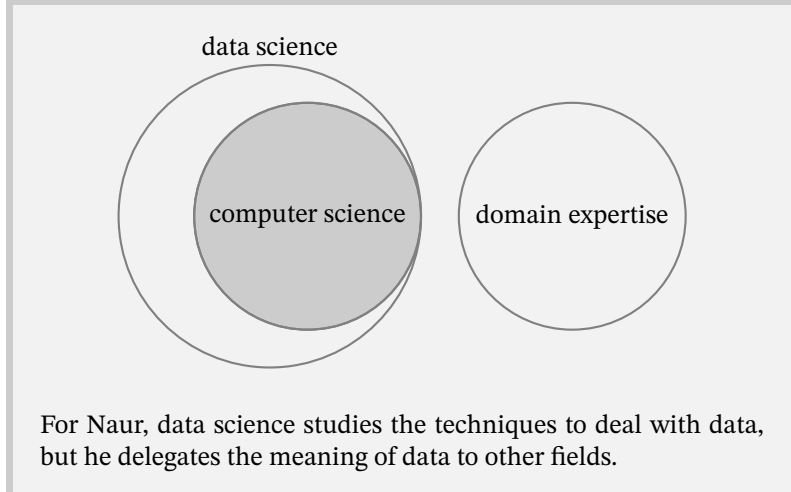 data science
computer science
domain expertise
For Naur, data science studies the techniques to deal with data,
but he delegates the meaning of data to other fields.